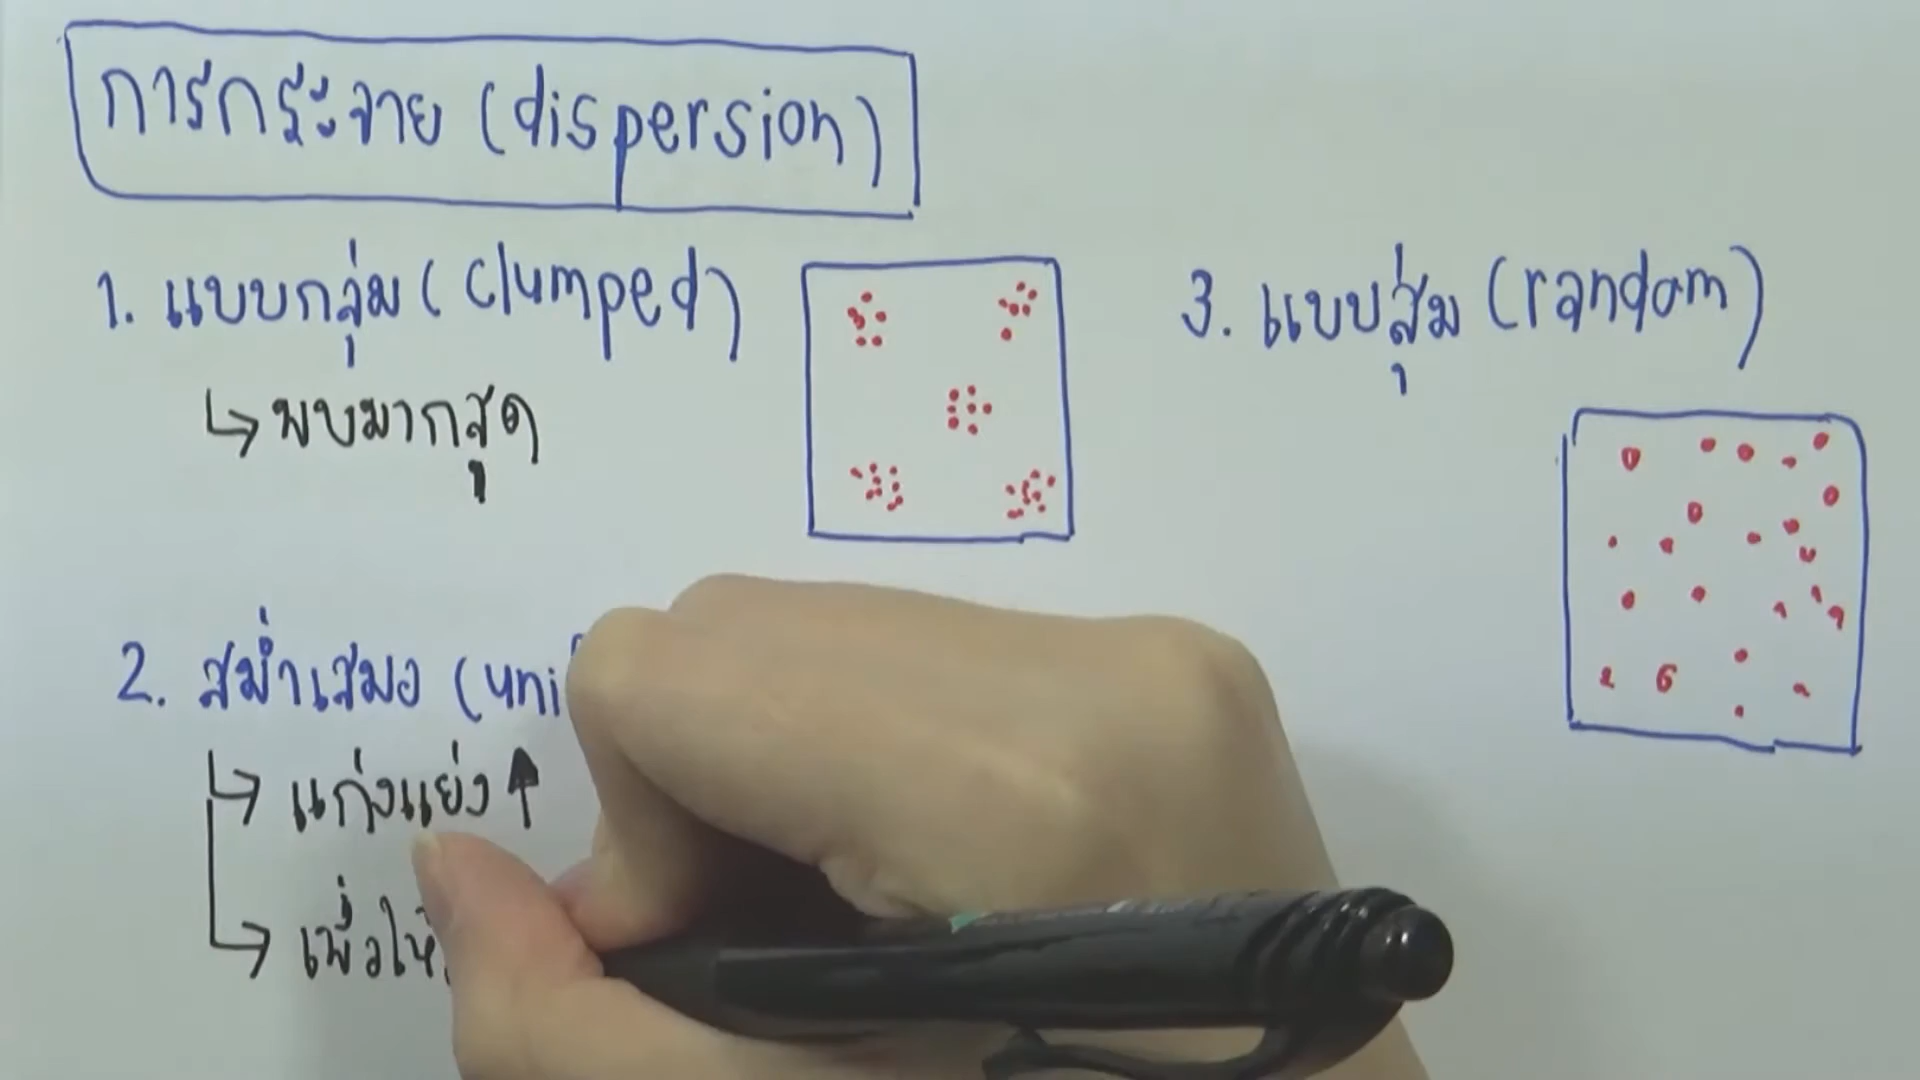 การกระจาย (dispersion)
1. แบบกลุ่ม (clumped)
↳ พบมากสุด
2. สม่ำเสมอ (uni
↳ แก่งแย่ง ↑
↳ เพื่อให้
3. แบบสุ่ม (random)